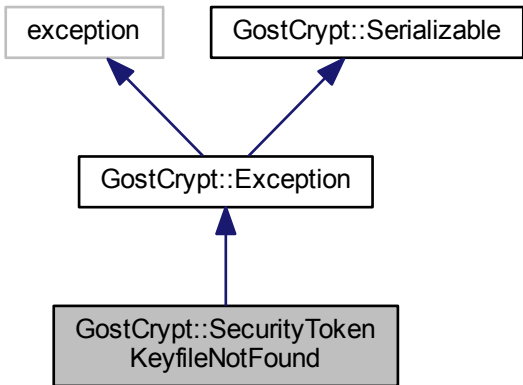 exception
GostCrypt::Serializable
GostCrypt::Exception
GostCrypt::SecurityToken
KeyfileNotFound